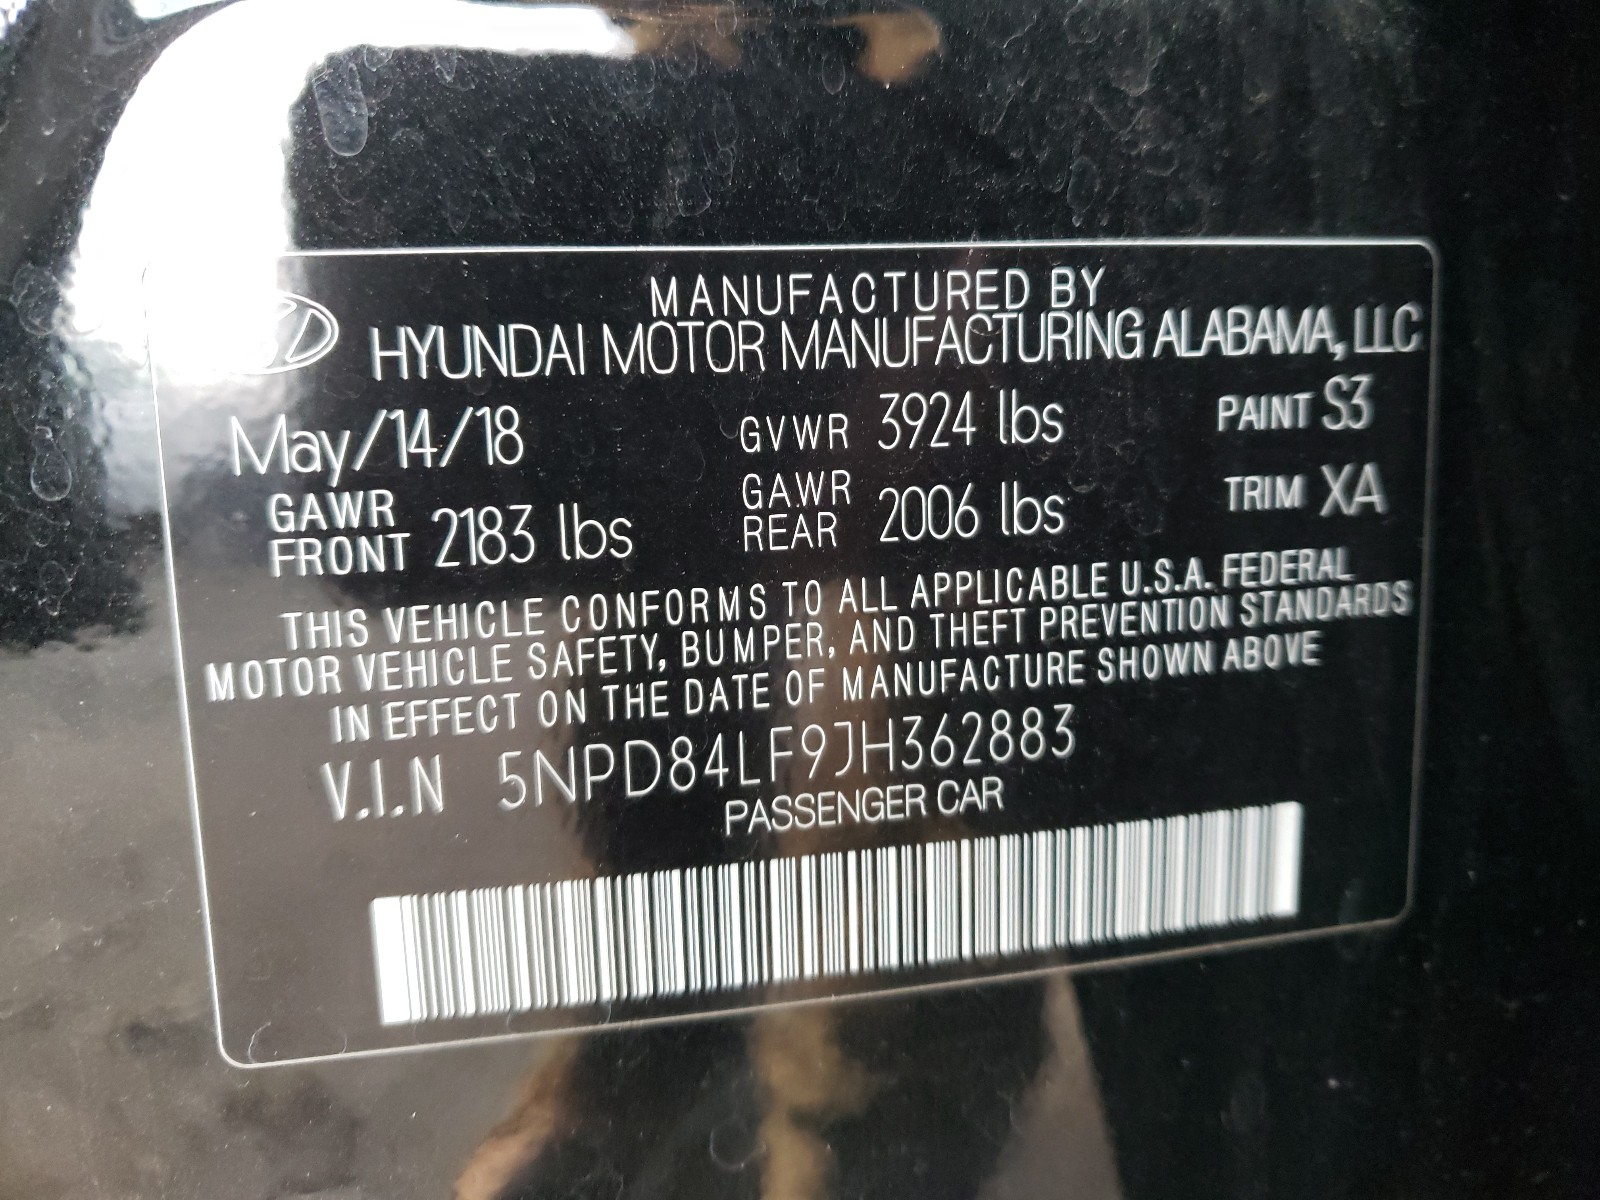 MANUFACTURED BY
HYUNDAI MOTOR MANUFACTURING ALABAMA, LLC
May/14/18 GVWR 3924 lbs PAINT S3
GAWR FRONT 2183 lbs GAWR REAR 2006 lbs TRIM XA
THIS VEHICLE CONFORMS TO ALL APPLICABLE U.S.A. FEDERAL
MOTOR VEHICLE SAFETY, BUMPER, AND THEFT PREVENTION STANDARDS
IN EFFECT ON THE DATE OF MANUFACTURE SHOWN ABOVE
V.I.N 5NPD84LF9JH362883
PASSENGER CAR